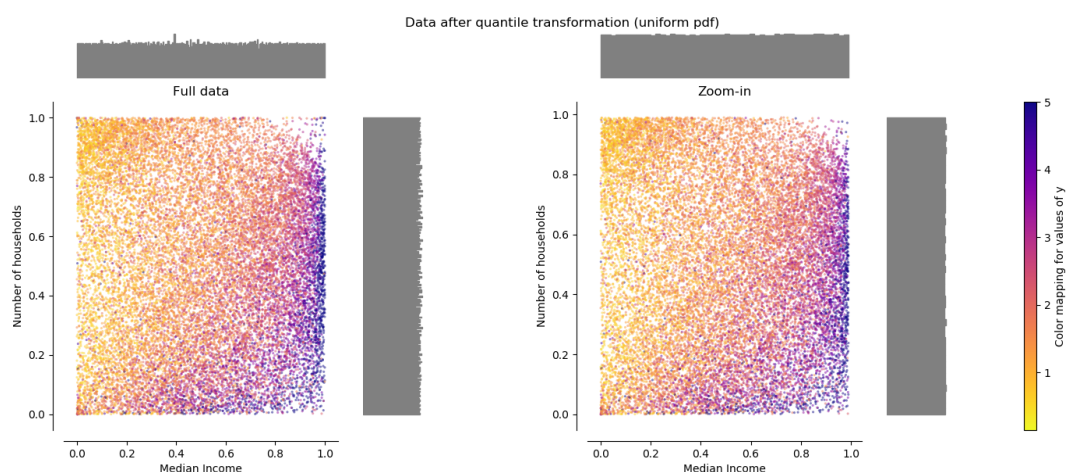 Data after quantile transformation (uniform pdf)
Full data
Number of households
1.0
0.8
0.6
0.4
0.2
0.0
0.0 0.2 0.4 0.6 0.8 1.0
Median Income
Zoom-in
Number of households
1.0
0.8
0.6
0.4
0.2
0.0
0.0 0.2 0.4 0.6 0.8 1.0
Median Income
5
4
3
2
1
Color mapping for values of y